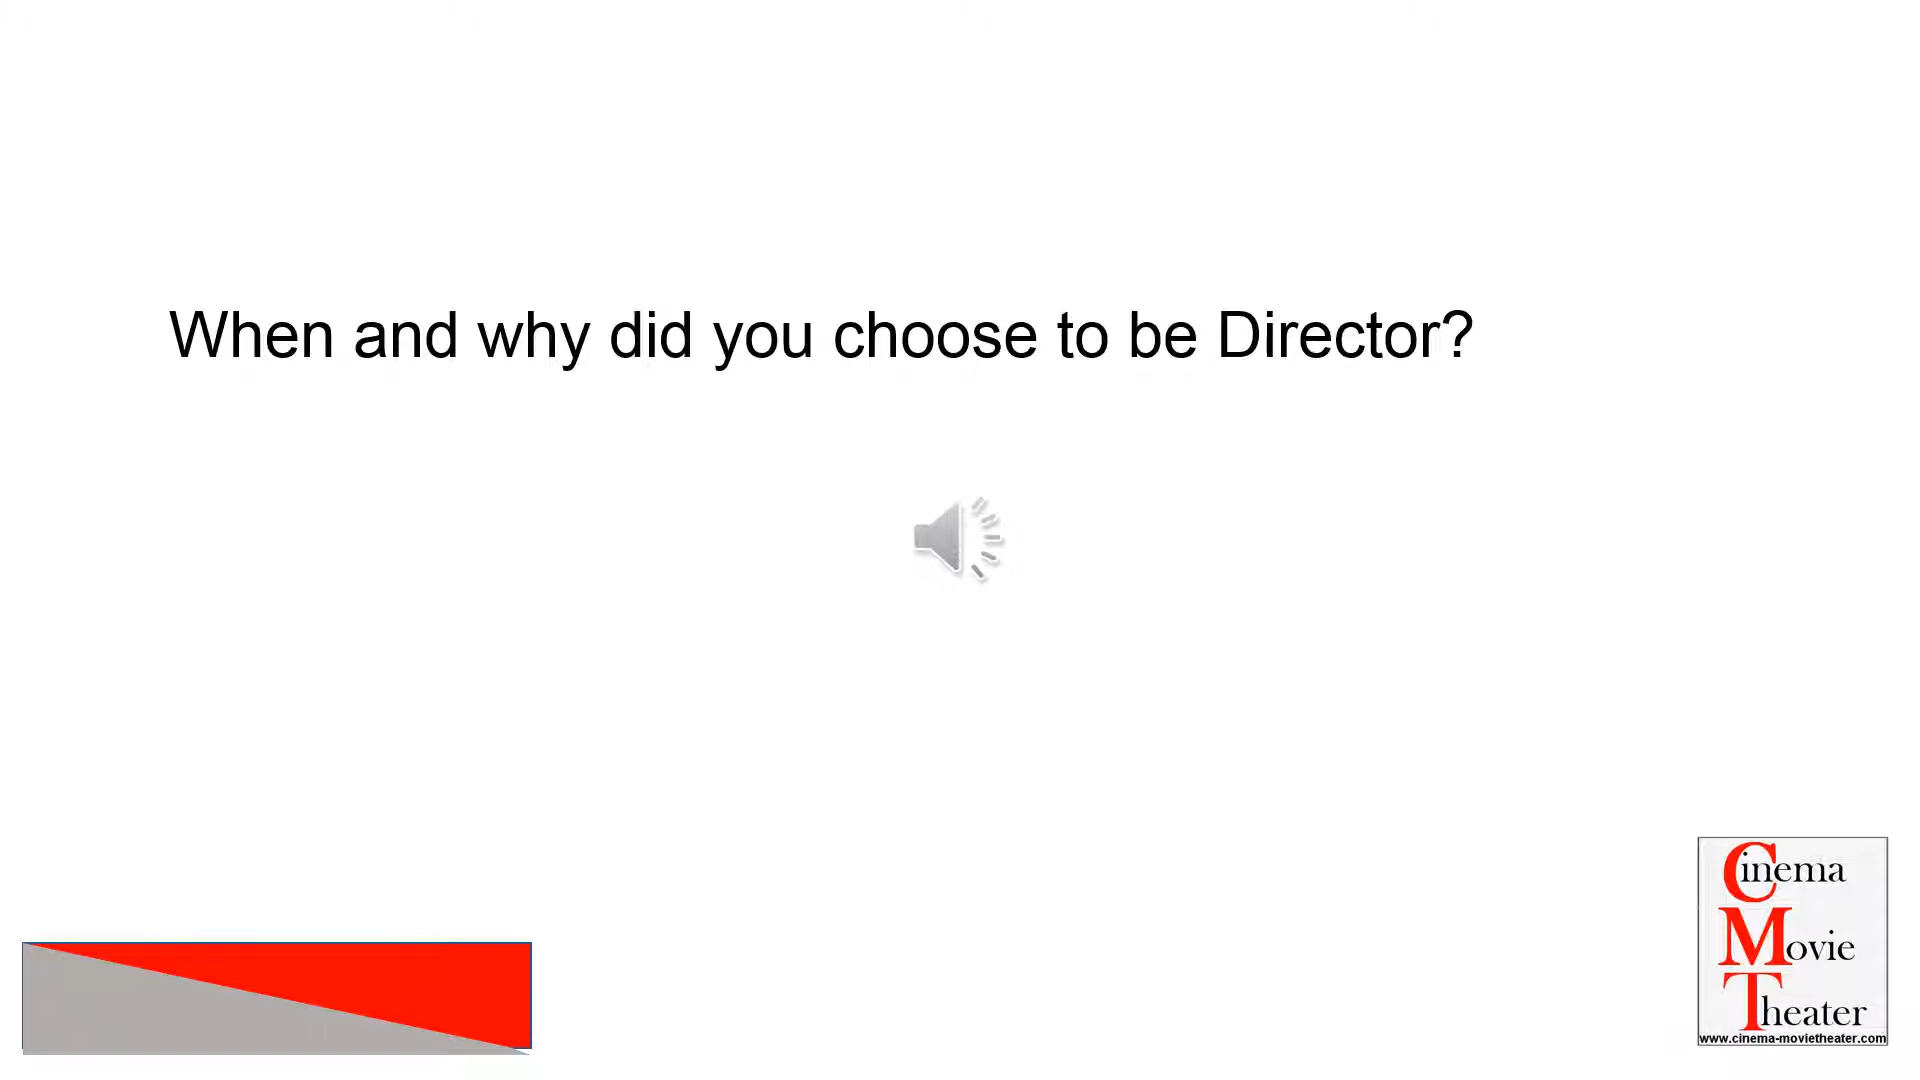 When and why did you choose to be Director?
Cinema
Movie
Theater
www.cinema-movietheater.com